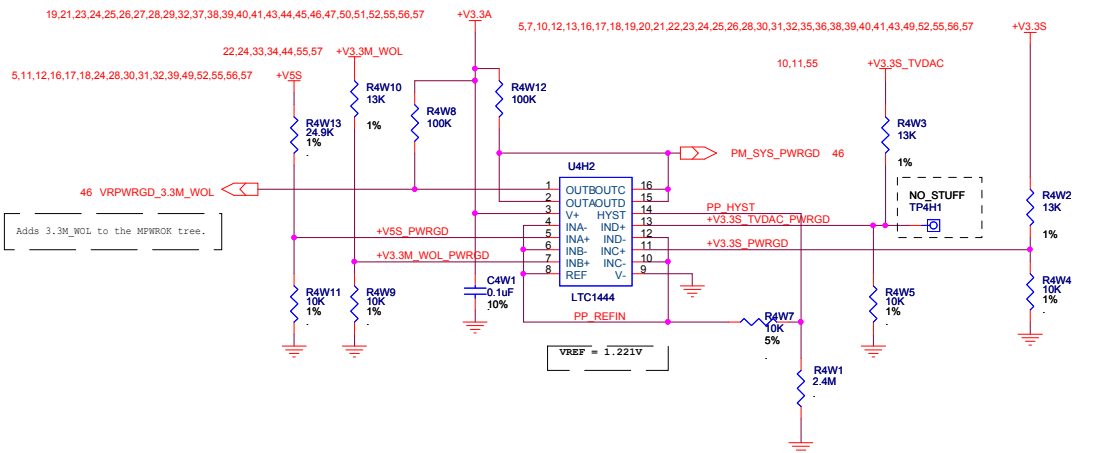 19,21,23,24,25,26,27,28,29,31,32,37,38,39,40,41,43,44,45,46,47,50,51,52,55,56,57 +V3.3A
5,7,10,12,13,16,17,18,19,20,21,22,23,24,25,26,28,30,31,32,35,36,38,39,40,41,43,45,49,51,52,55,56,57 +V3.3S
22,24,33,34,44,55,57 +V3.3M_WOL
10,11,55 +V3.3S_TVDAC
5,11,12,16,17,18,24,28,30,31,32,39,49,52,55,56,57 +V5S
R4W10
13K
1%
R4W12
100K
R4W8
100K
R4W13
24.9K
1%
R4W3
13K
1%
PM_SYS_PWRGD 46
U4H2
46 VRPWRGD_3.3M_WOL
NO_STUFF
TP4H1
R4W2
13K
1%
1 OUTB OUTC 16
2 OUTA OUTD 15
3 V+ HYST 14
4 INA- IND+ 13
5 INA+ IND- 12
6 INB- INC+ 11
7 INB+ INC- 10
8 REF V- 9
LTC1444
PP_HYST
+V3.3S_TVDAC_PWRGD
+V3.3S_PWRGD
Adds 3.3M_WOL to the MPWROK tree.
+V5S_PWRGD
+V3.3M_WOL_PWRGD
R4W11
10K
1%
R4W9
10K
1%
C4W1
0.1uF
10%
R4W5
10K
1%
R4W4
10K
1%
PP_REFIN
R4W7
10K
5%
VREF = 1.221V
R4W1
2.4M